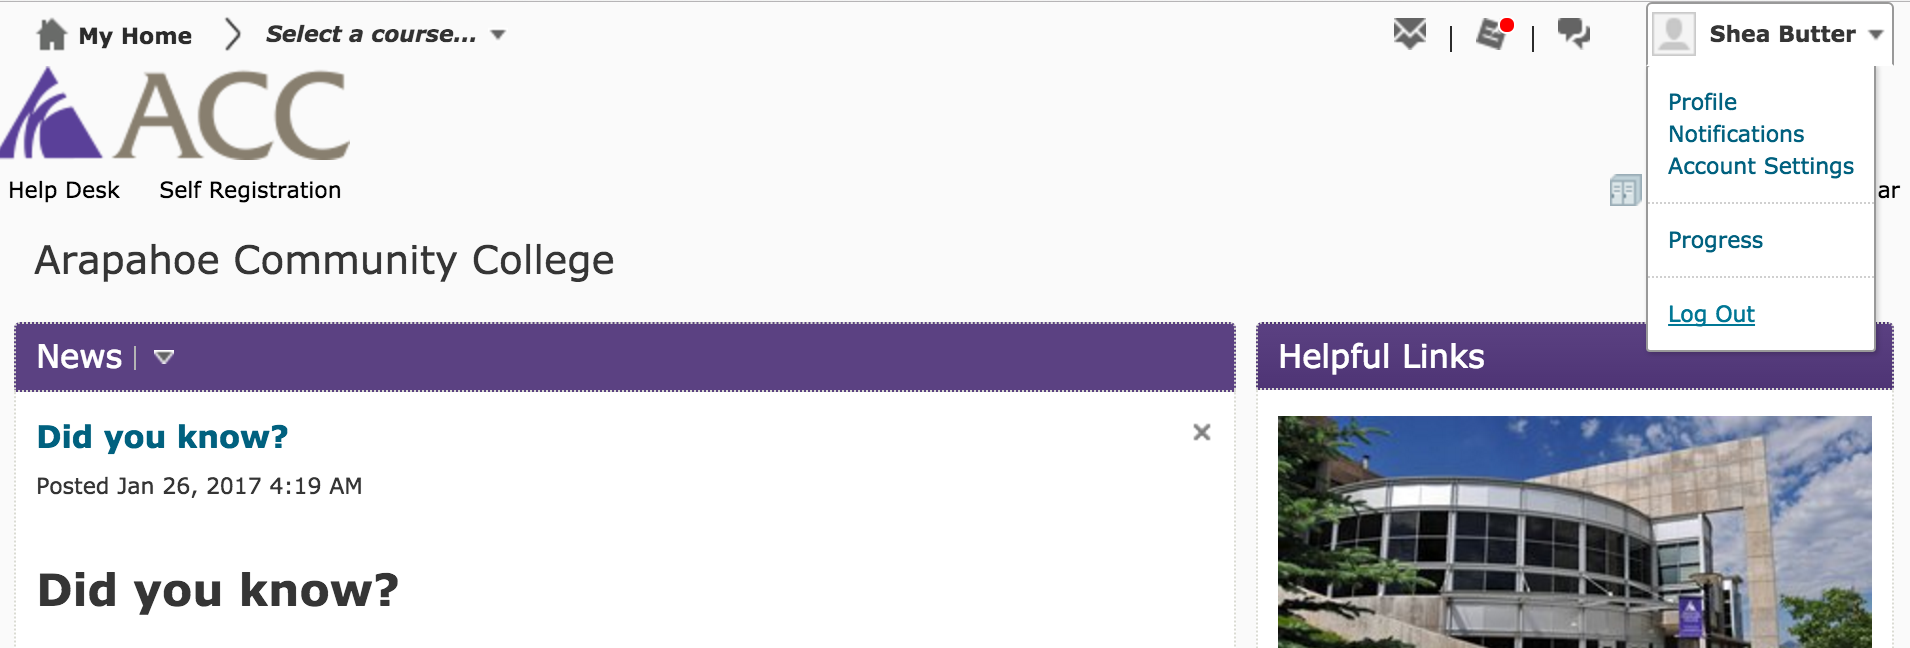 My Home Select a course... Shea Butter
ACC
Profile
Notifications
Account Settings
Progress
Log Out
Help Desk Self Registration ar
Arapahoe Community College
News
Did you know?
Posted Jan 26, 2017 4:19 AM
Did you know?
Helpful Links